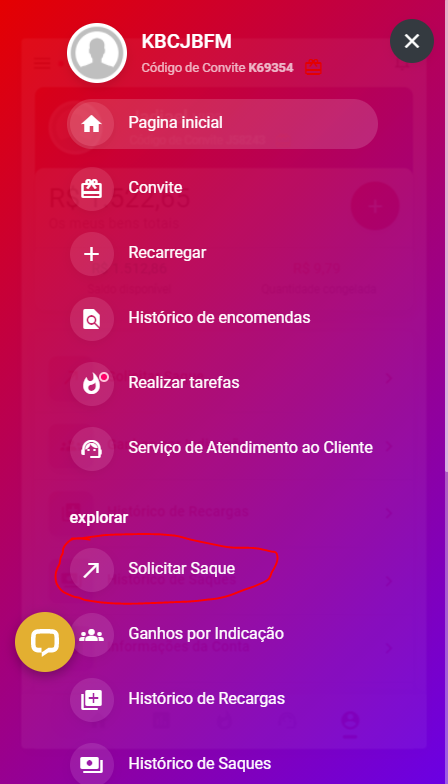 KBCJBFM
Código de Convite K69354
Pagina inicial
Convite
Recarregar
Histórico de encomendas
Realizar tarefas
Serviço de Atendimento ao Cliente
explorar
Solicitar Saque
Ganhos por Indicação
Histórico de Recargas
Histórico de Saques